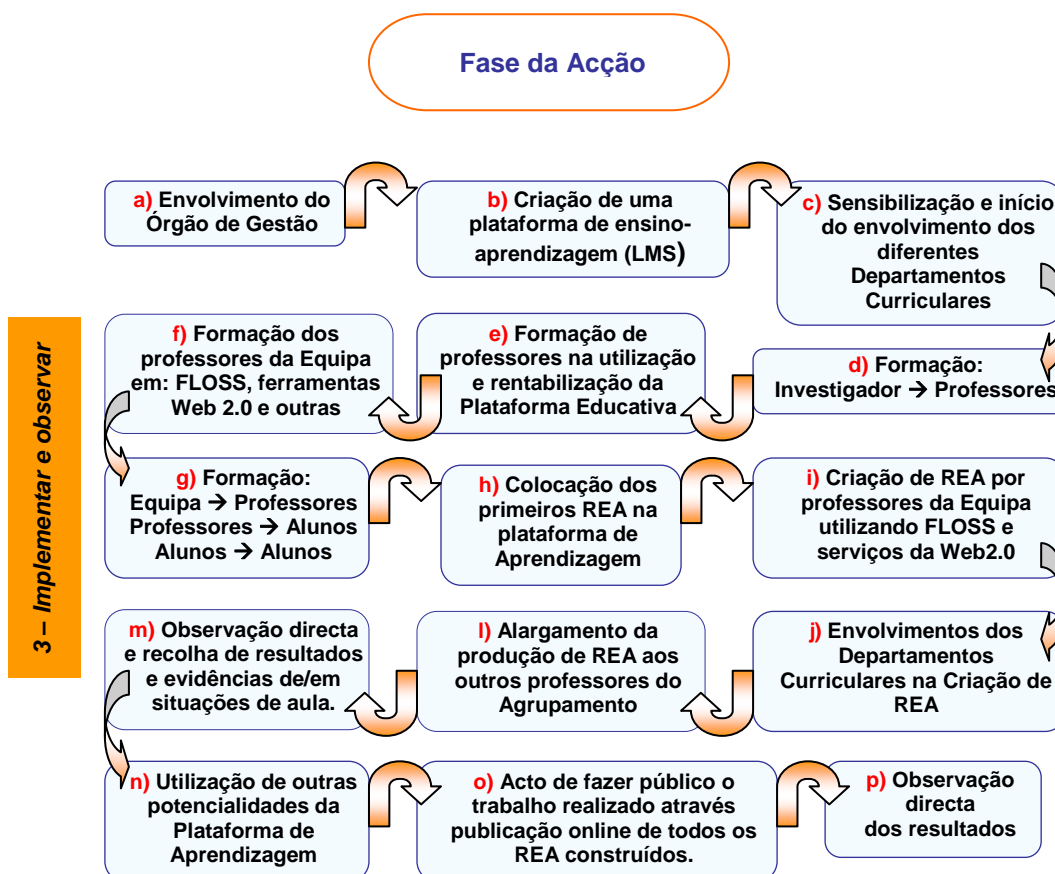 Fase da Acção
a) Envolvimento do
Órgão de Gestão
b) Criação de uma
plataforma de ensino-
aprendizagem (LMS)
c) Sensibilização e início
do envolvimento dos
diferentes
Departamentos
Curriculares
d) Formação:
Investigador → Professores
e) Formação de
professores na utilização
e rentabilização da
Plataforma Educativa
f) Formação dos
professores da Equipa
em: FLOSS, ferramentas
Web 2.0 e outras
3 – Implementar e observar
g) Formação:
Equipa → Professores
Professores → Alunos
Alunos → Alunos
h) Colocação dos
primeiros REA na
plataforma de
Aprendizagem
i) Criação de REA por
professores da Equipa
utilizando FLOSS e
serviços da Web2.0
j) Envolvimentos dos
Departamentos
Curriculares na Criação de
REA
l) Alargamento da
produção de REA aos
outros professores do
Agrupamento
m) Observação directa
e recolha de resultados
e evidências de/em
situações de aula.
n) Utilização de outras
potencialidades da
Plataforma de
Aprendizagem
o) Acto de fazer público o
trabalho realizado através
publicação online de todos os
REA construídos.
p) Observação
directa
dos resultados